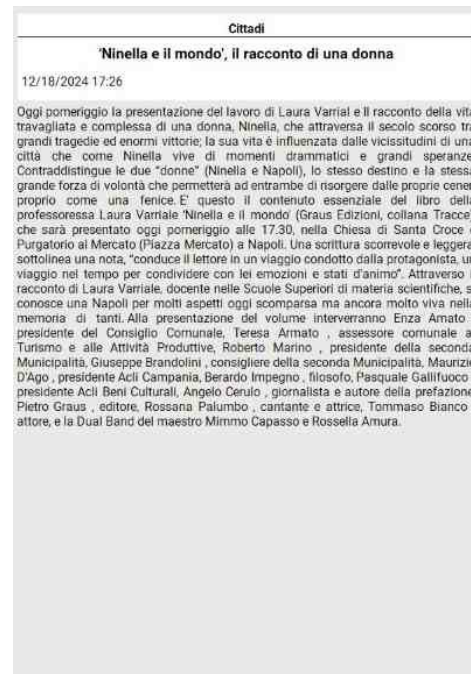 Cittadi
'Ninella e il mondo', il racconto di una donna
12/18/2024 17:26
Oggi pomeriggio la presentazione del lavoro di Laura Varrial e Il racconto della vita
travagliata e complessa di una donna, Ninella, che attraversa il secolo scorso tra
grandi tragedie ed enormi vittorie; la sua vita è influenzata dalle vicissitudini di una
città che come Ninella vive di momenti drammatici e grandi speranze
Contraddistingue le due "donne" (Ninella e Napoli), lo stesso destino e la stessa
grande forza di volontà che permetterà ad entrambe di risorgere dalle proprie cener
proprio come una fenice. E' questo il contenuto essenziale del libro della
professoressa Laura Varriale 'Ninella e il mondo' (Graus Edizioni, collana Tracce)
che sarà presentato oggi pomeriggio alle 17.30, nella Chiesa di Santa Croce e
Purgatorio al Mercato (Piazza Mercato) a Napoli. Una scrittura scorrevole e leggera
sottolinea una nota, "conduce il lettore in un viaggio condotto dalla protagonista, un
viaggio nel tempo per condividere con lei emozioni e stati d'animo". Attraverso
racconto di Laura Varriale, docente nelle Scuole Superiori di materia scientifiche, s
conosce una Napoli per molti aspetti oggi scomparsa ma ancora molto viva nella
memoria di tanti. Alla presentazione del volume interverranno Enza Amato
presidente del Consiglio Comunale, Teresa Armato , assessore comunale a
Turismo e alle Attività Produttive, Roberto Marino , presidente della seconda
Municipalità, Giuseppe Brandolini , consigliere della seconda Municipalità, Maurizio
D'Ago , presidente Acli Campania, Berardo Impegno , filosofo, Pasquale Gallifuoco
presidente Acli Beni Culturali, Angelo Cerulo , giornalista e autore della prefazione
Pietro Graus , editore, Rossana Palumbo , cantante e attrice, Tommaso Bianco
attore, e la Dual Band del maestro Mimmo Capasso e Rossella Amura.